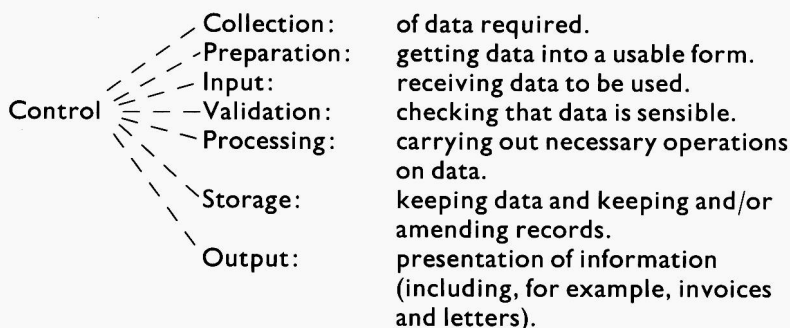 Collection: of data required.
Preparation: getting data into a usable form.
Input: receiving data to be used.
Control Validation: checking that data is sensible.
Processing: carrying out necessary operations
on data.
Storage: keeping data and keeping and/or
amending records.
Output: presentation of information
(including, for example, invoices
and letters).